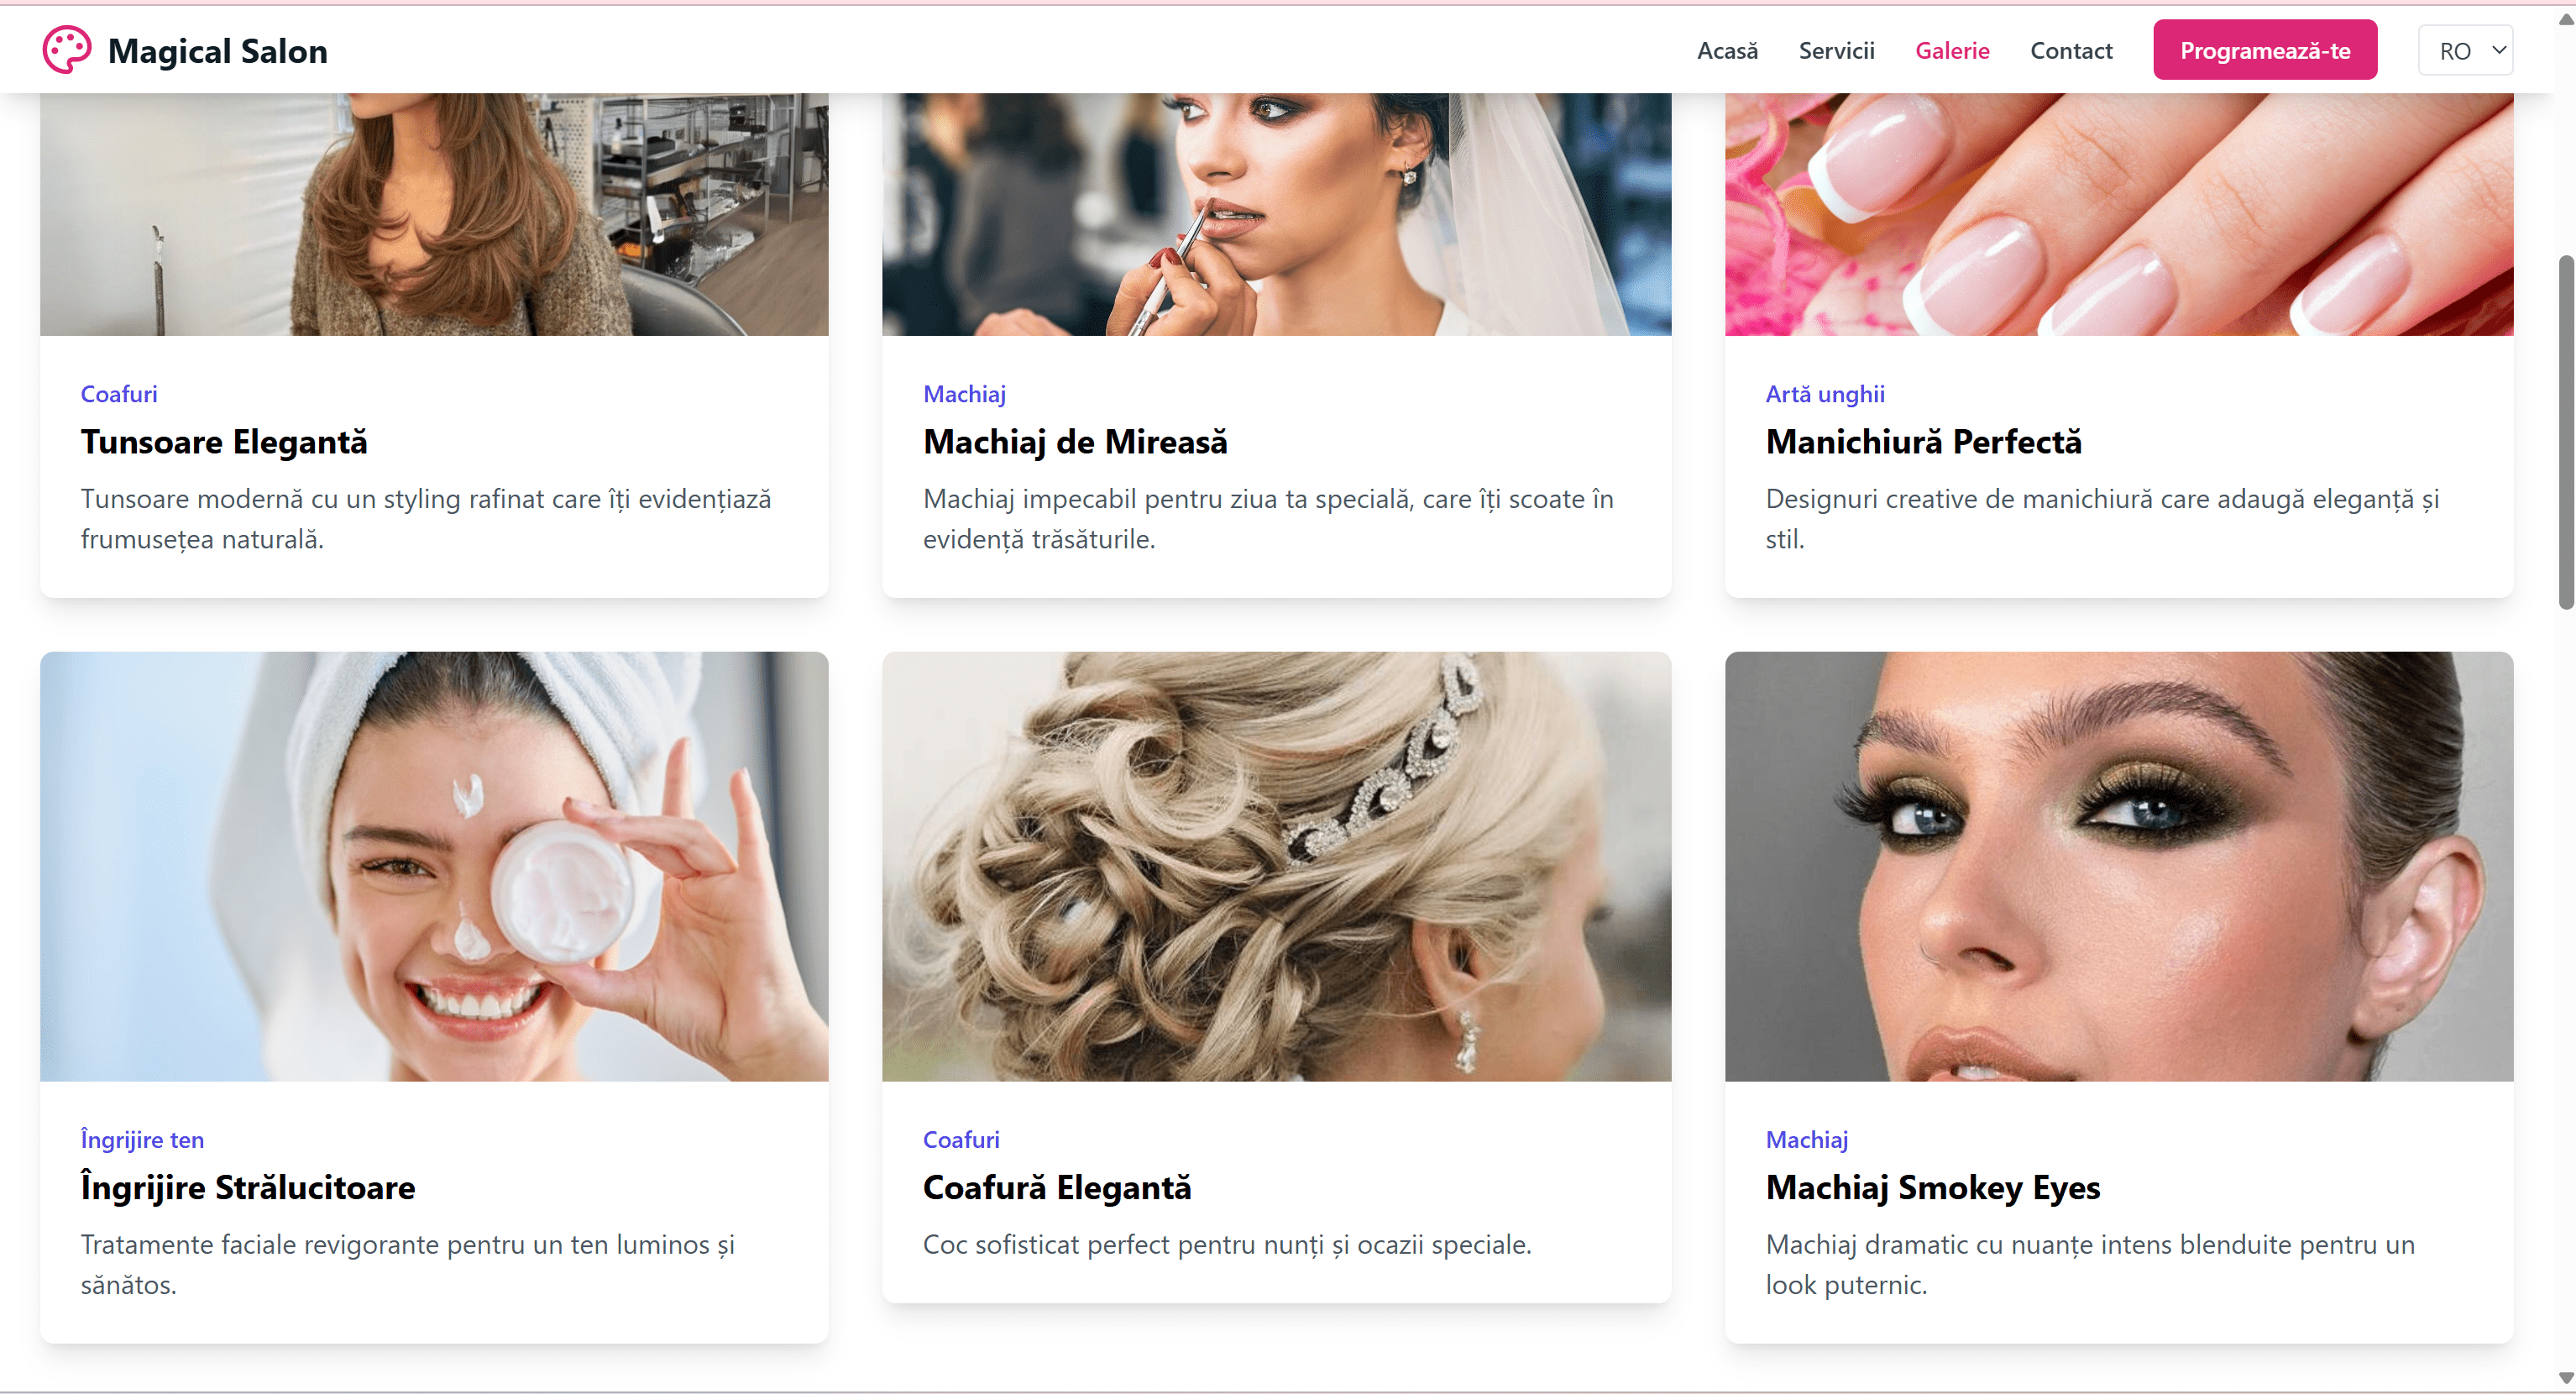 Magical Salon
Acasă
Servicii
Galerie
Contact
Programează-te
RO
Coafuri
Tunsoare Elegantă
Tunsoare modernă cu un styling rafinat care îți evidențiază
frumusețea naturală.
Machiaj
Machiaj de Mireasă
Machiaj impecabil pentru ziua ta specială, care îți scoate în
evidență trăsăturile.
Artă unghii
Manichiură Perfectă
Designuri creative de manichiură care adaugă eleganță și
stil.
Îngrijire ten
Îngrijire Strălucitoare
Tratamente faciale revigorante pentru un ten luminos și
sănătos.
Coafuri
Coafură Elegantă
Coc sofisticat perfect pentru nunți și ocazii speciale.
Machiaj
Machiaj Smokey Eyes
Machiaj dramatic cu nuanțe intens blenduite pentru un
look puternic.